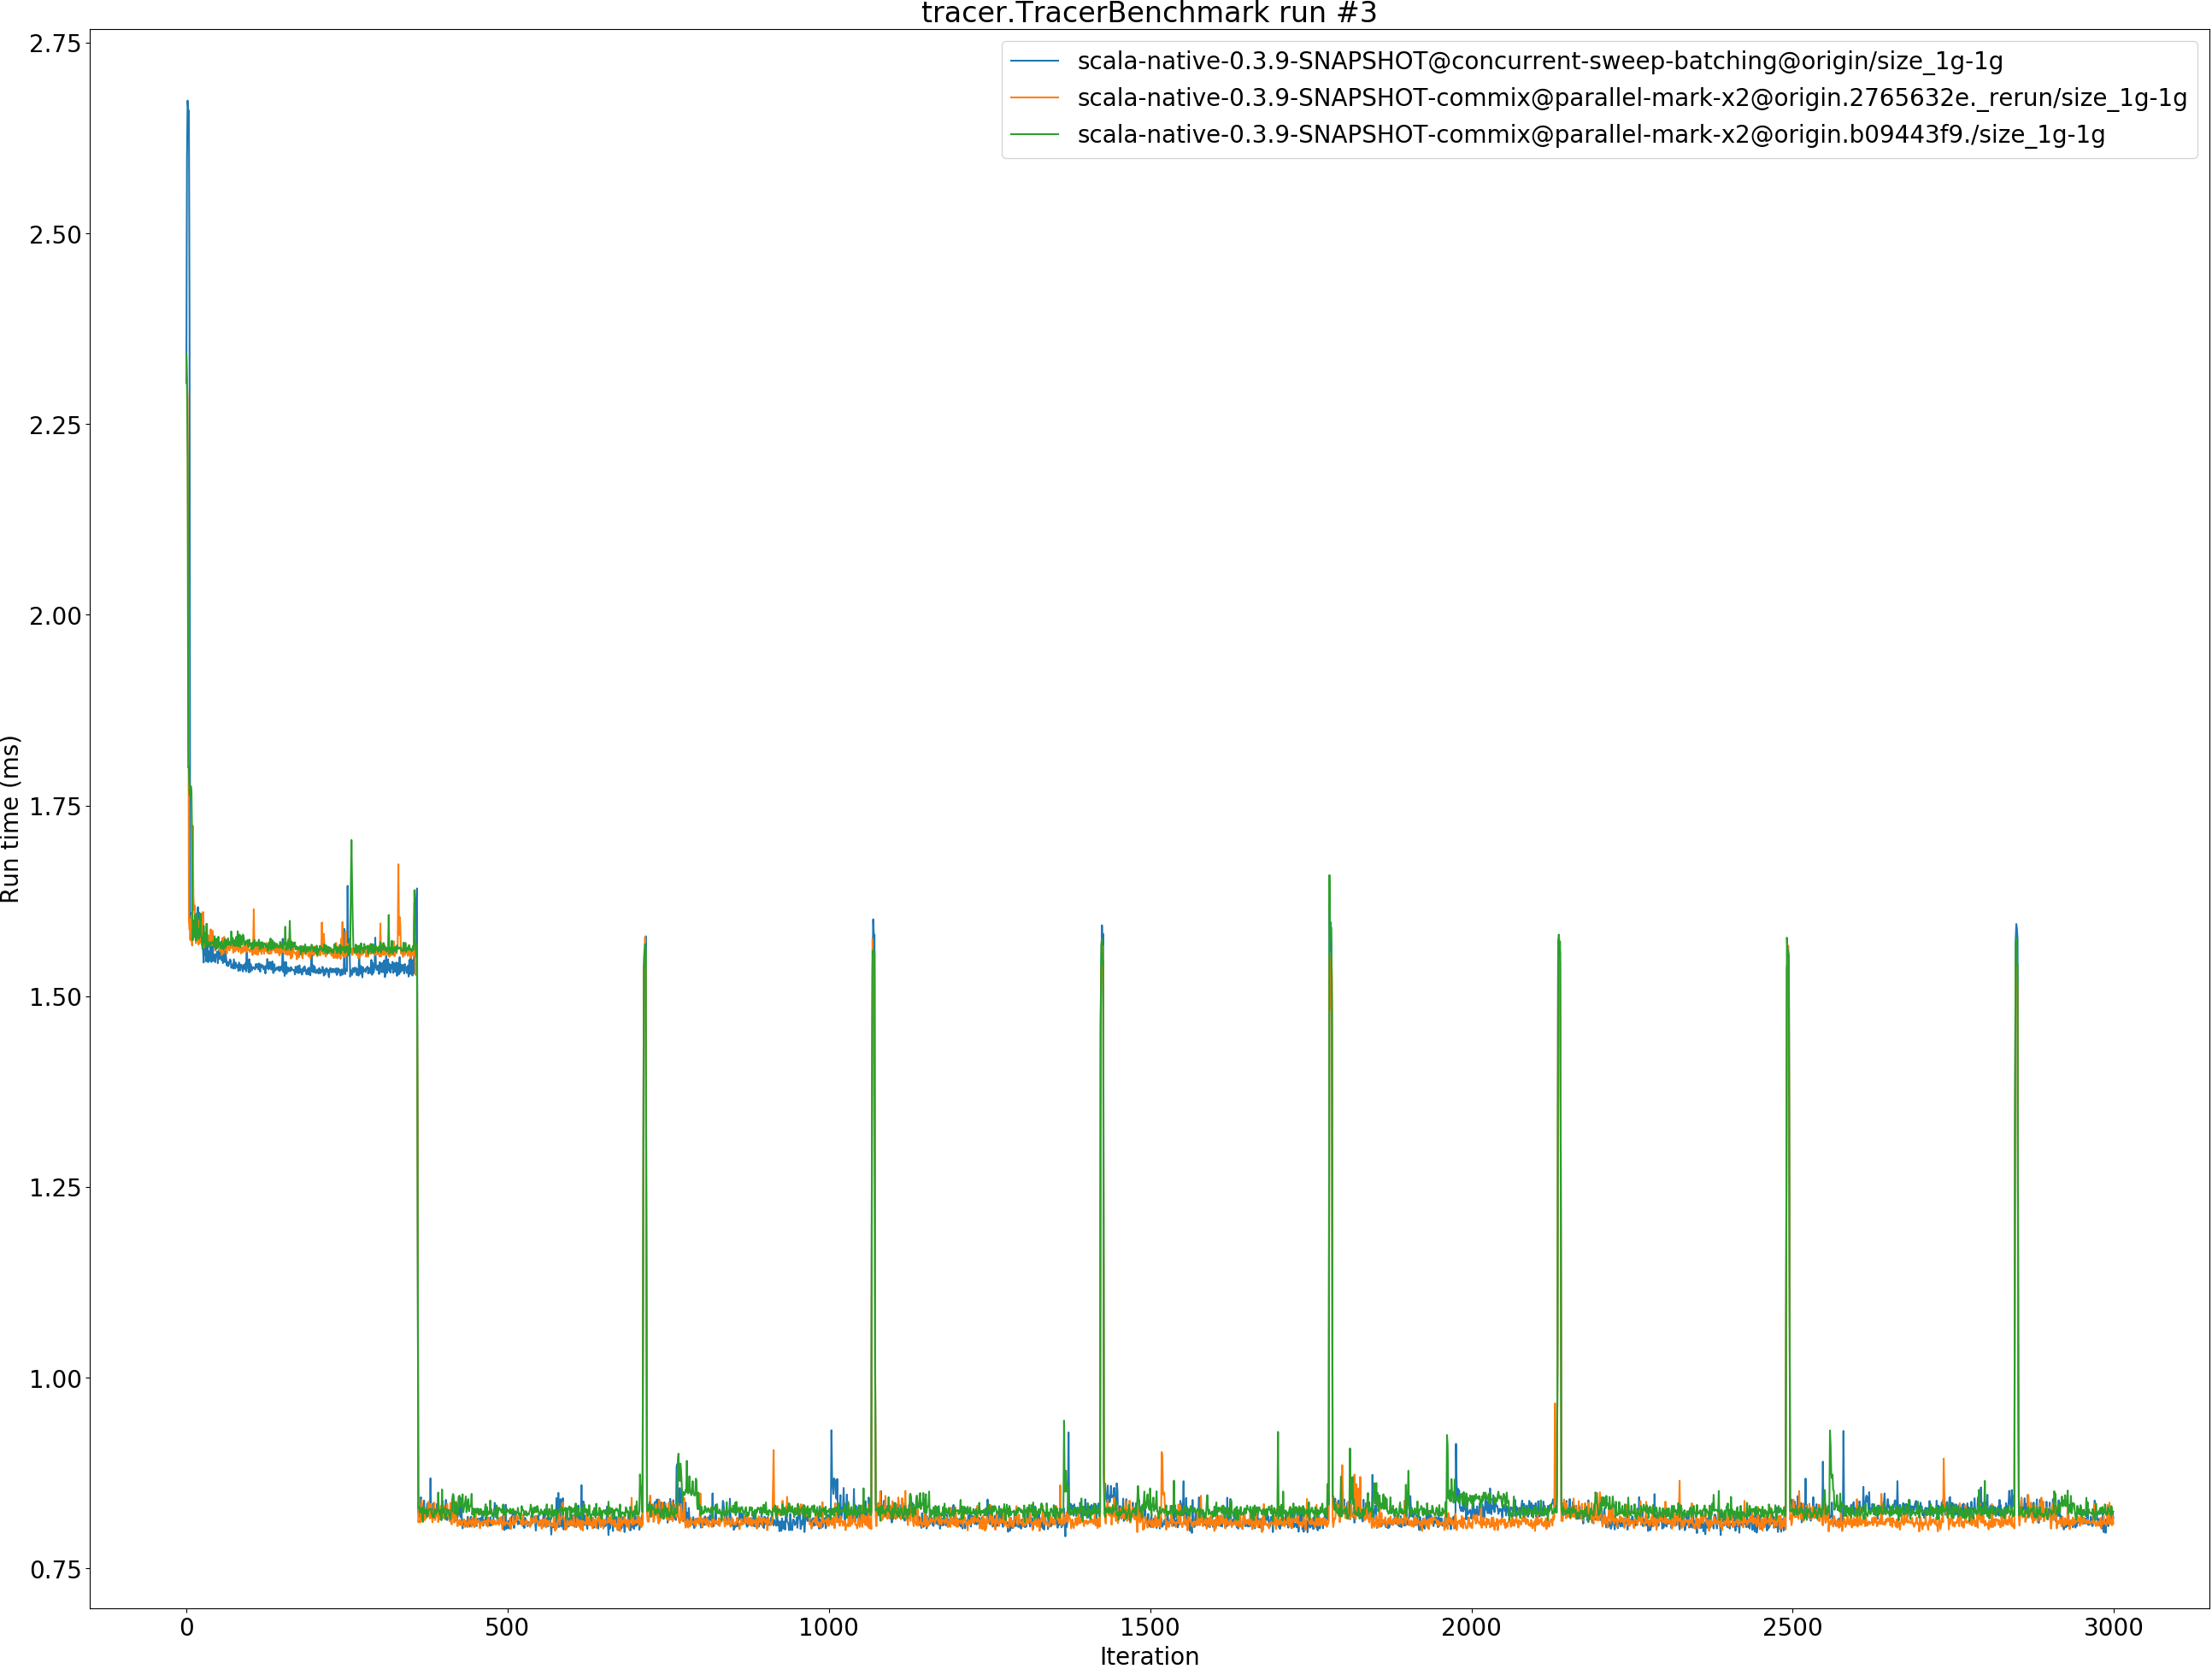 tracer.TracerBenchmark run #3
scala-native-0.3.9-SNAPSHOT@concurrent-sweep-batching@origin/size_1g-1g
scala-native-0.3.9-SNAPSHOT-commix@parallel-mark-x2@origin.2765632e._rerun/size_1g-1g
scala-native-0.3.9-SNAPSHOT-commix@parallel-mark-x2@origin.b09443f9./size_1g-1g
Run time (ms)
2.75
2.50
2.25
2.00
1.75
1.50
1.25
1.00
0.75
0 500 1000 1500 2000 2500 3000
Iteration